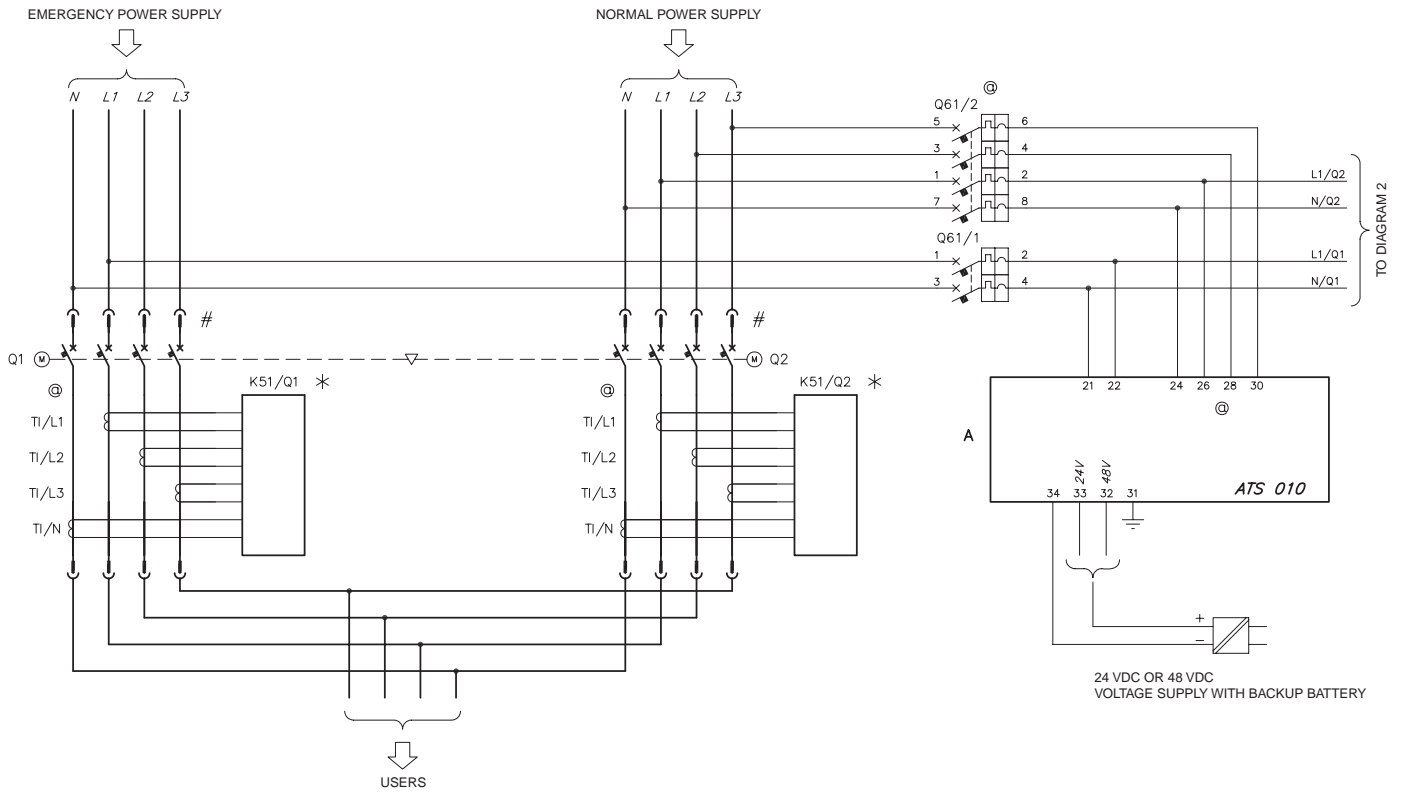 EMERGENCY POWER SUPPLY
NORMAL POWER SUPPLY
N L1 L2 L3
N L1 L2 L3
@
Q61/2
5 6
3 4
1 2 L1/Q2
7 8 N/Q2
Q61/1
1 2 L1/Q1
3 4 N/Q1
TO DIAGRAM 2
# #
Q1 M M Q2
@ K51/Q1 * @ K51/Q2 *
21 22 24 26 28 30
@
TI/L1 TI/L1
A
TI/L2 TI/L2
24V 48V
TI/L3 TI/L3
34 33 32 31 ATS 010
TI/N TI/N
+
−
24 VDC OR 48 VDC
VOLTAGE SUPPLY WITH BACKUP BATTERY
USERS